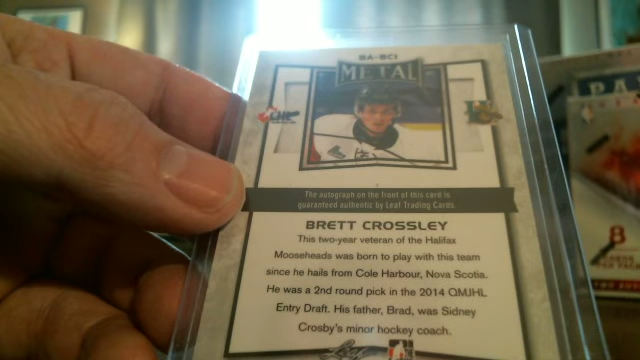 BA-BC1
METAL
CHL
The autograph on the front of this card is
guaranteed authentic by Leaf Trading Cards.
BRETT CROSSLEY
This two-year veteran of the Halifax
Mooseheads was born to play with this team
since he hails from Cole Harbour, Nova Scotia.
He was a 2nd round pick in the 2014 QMJHL
Entry Draft. His father, Brad, was Sidney
Crosby's minor hockey coach.
Leaf
8